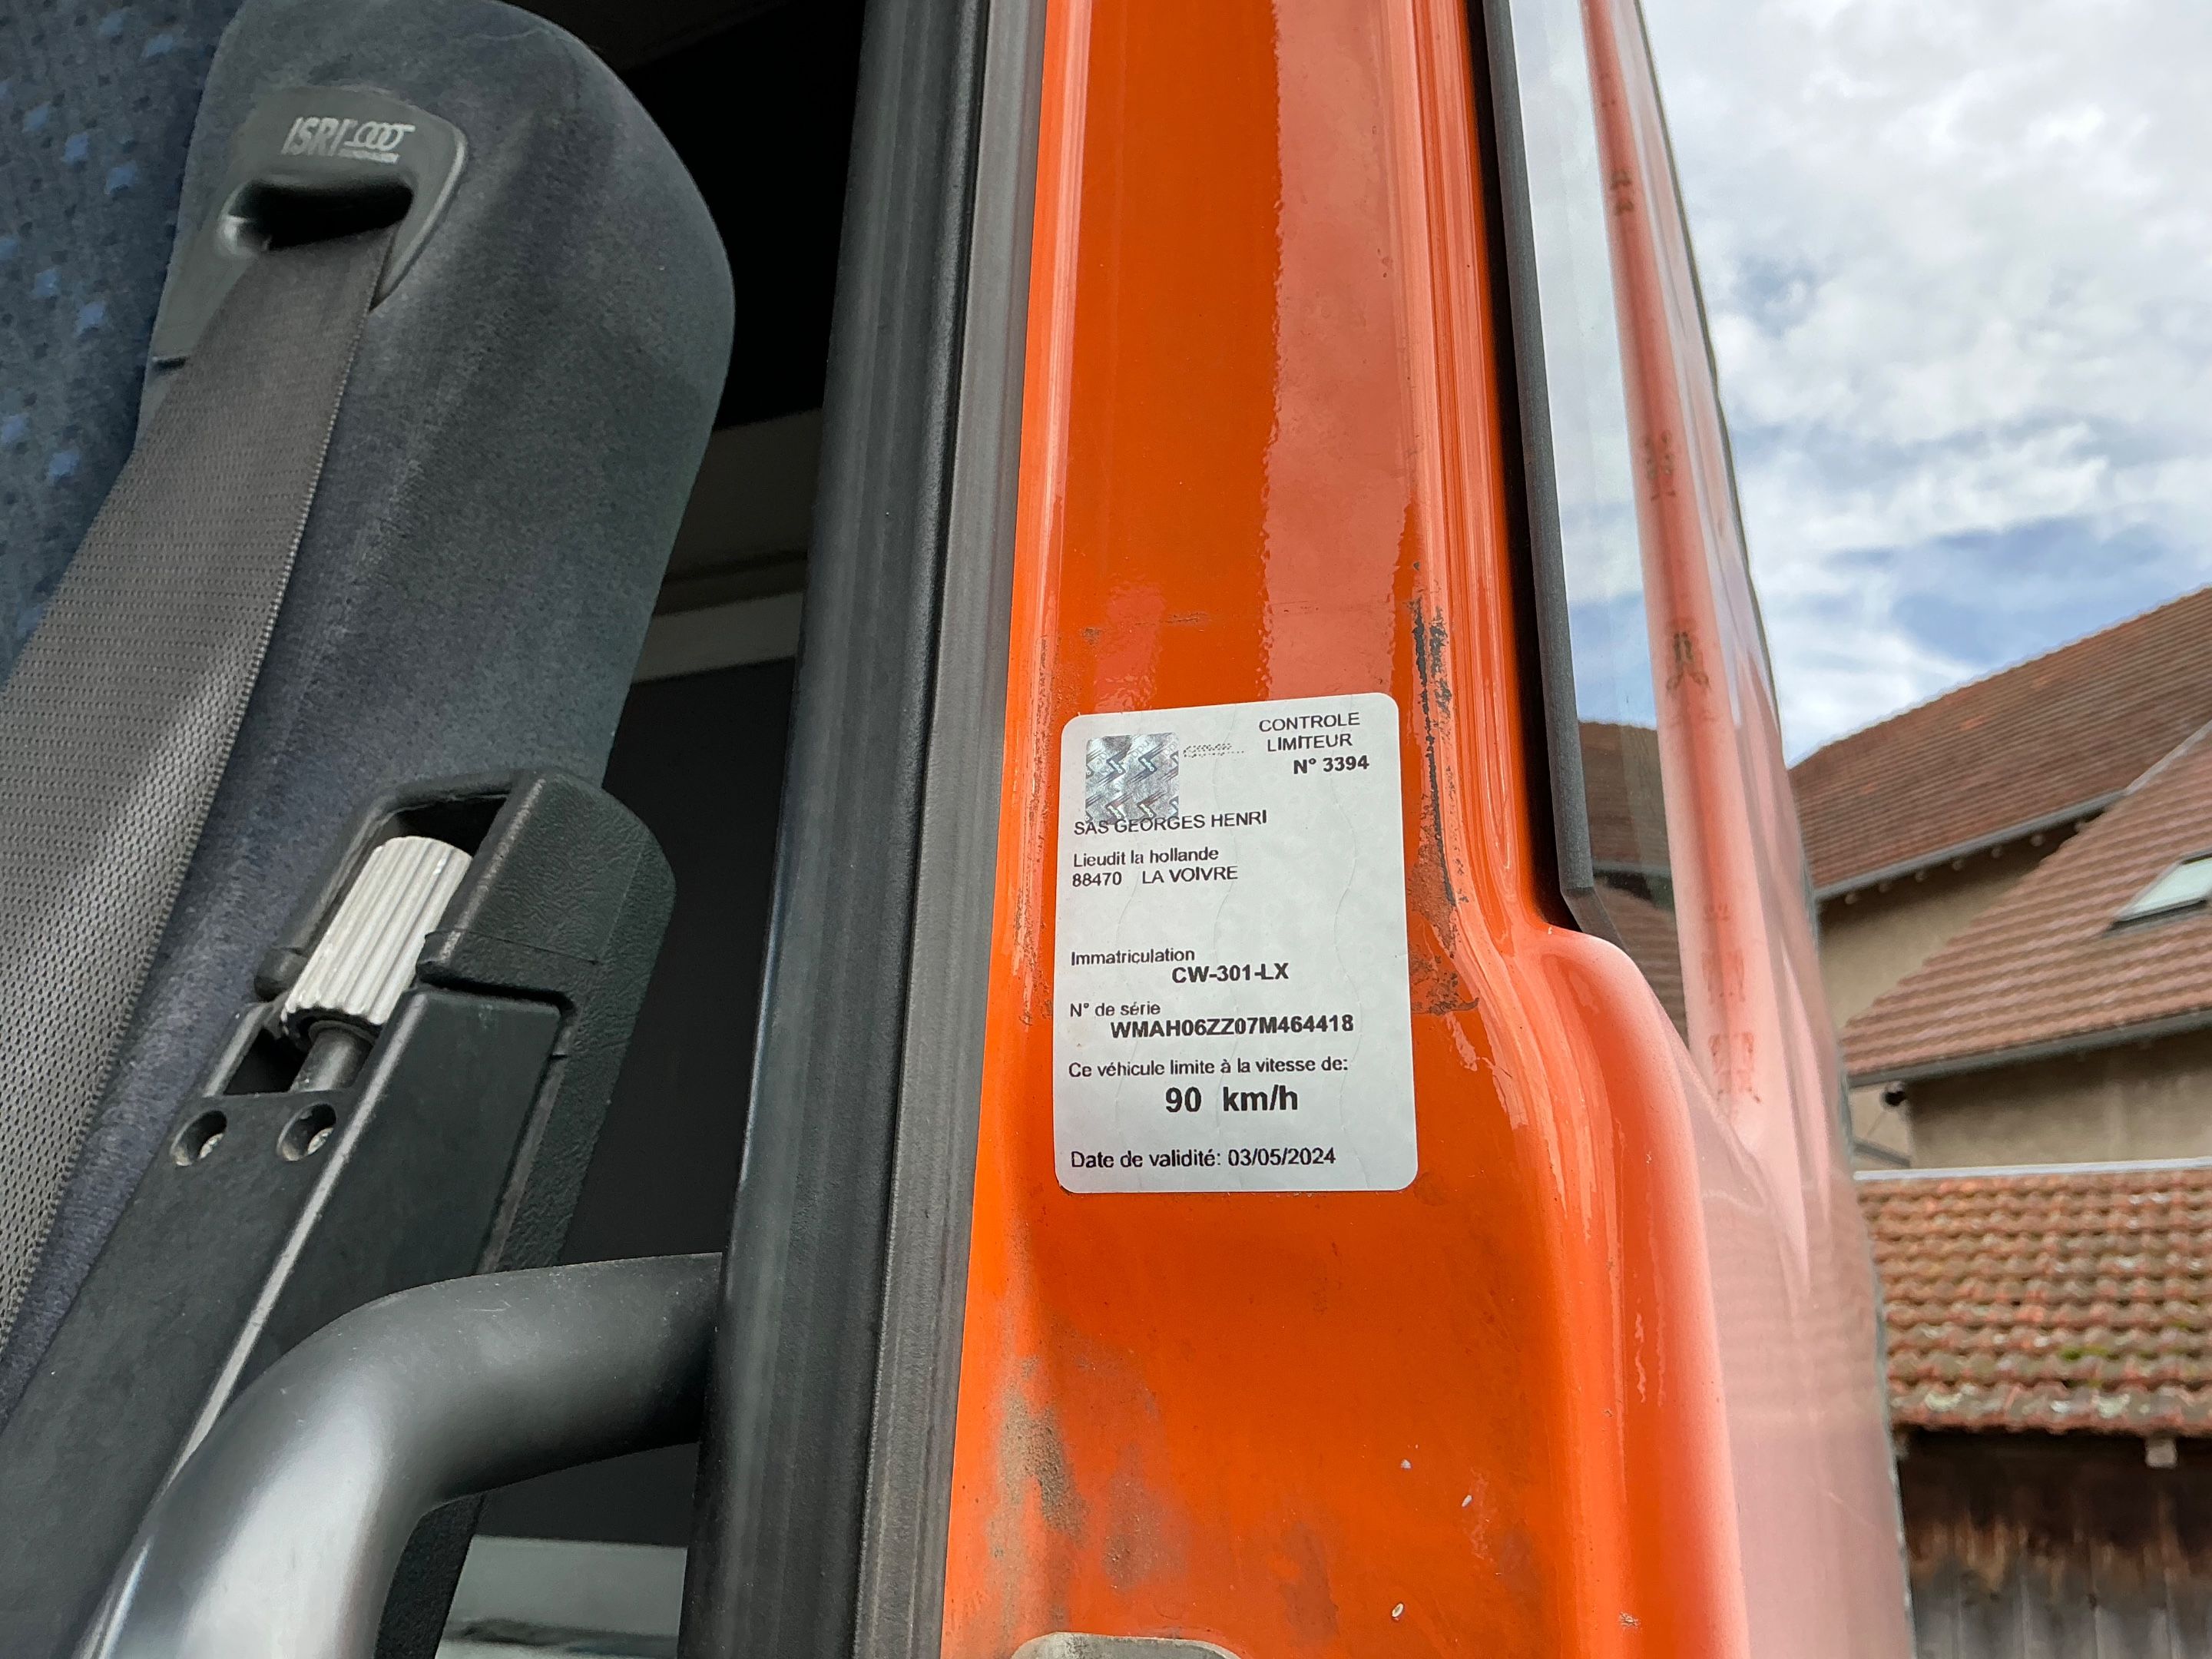 ISRI
CONTROLE
LIMITEUR
N° 3394
SAS GEORGES HENRI
Lieudit la hollande
88470 LA VOIVRE
Immatriculation
CW-301-LX
N° de série
WMAH06ZZ07M464418
Ce véhicule limite à la vitesse de:
90 km/h
Date de validité: 03/05/2024